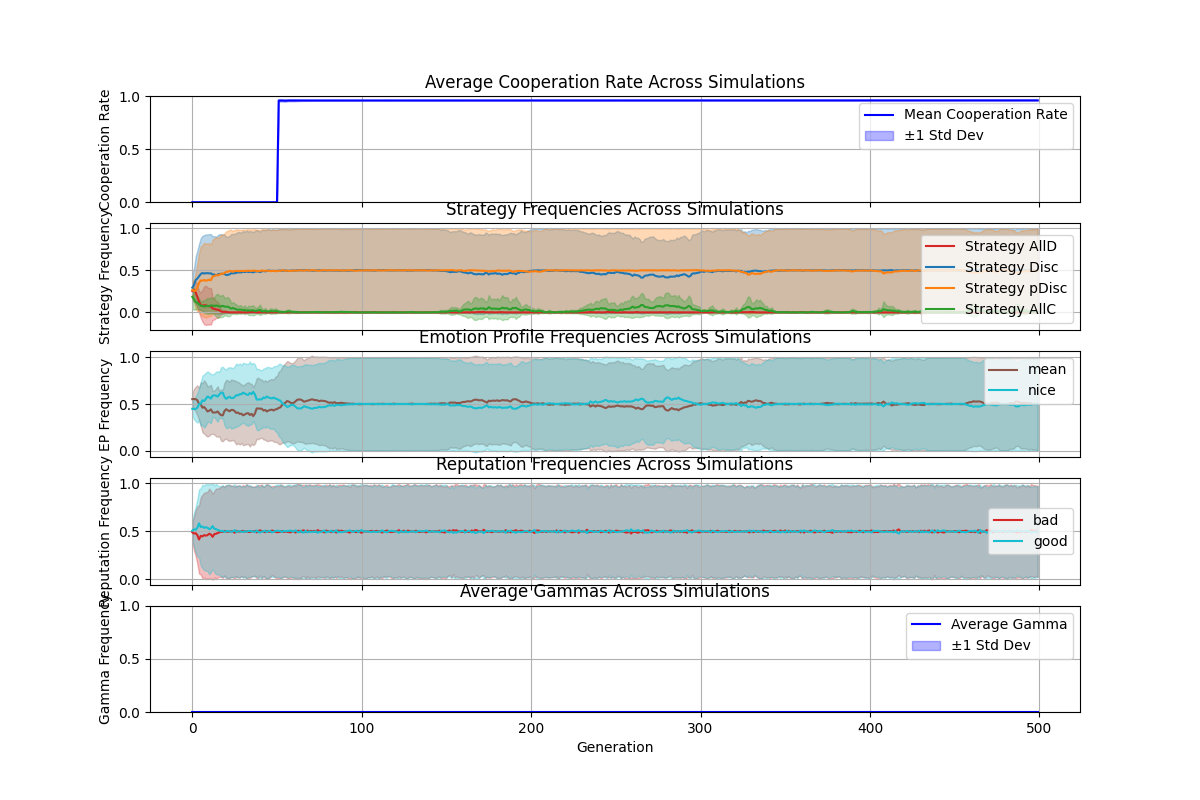 Average Cooperation Rate Across Simulations
Cooperation Rate
1.0
0.5
0.0
Mean Cooperation Rate
±1 Std Dev
Strategy Frequencies Across Simulations
Strategy Frequency
1.0
0.5
0.0
Strategy AllD
Strategy Disc
Strategy pDisc
Strategy AllC
Emotion Profile Frequencies Across Simulations
EP Frequency
1.0
0.5
0.0
mean
nice
Reputation Frequencies Across Simulations
Reputation Frequency
1.0
0.5
0.0
bad
good
Average Gammas Across Simulations
Gamma Frequency
1.0
0.5
0.0
Average Gamma
±1 Std Dev
0 100 200 300 400 500
Generation